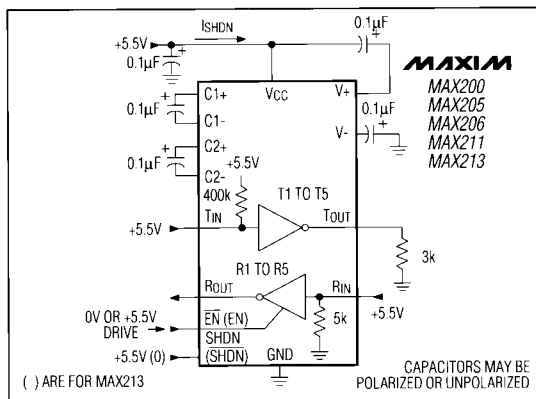 ISHDN
+5.5V
0.1µF +
+
0.1µF
C1+
VCC
V+
MAXIM
MAX200
MAX205
MAX206
MAX211
MAX213
0.1µF +
C1-
0.1µF
+
V-
C2+
0.1µF +
C2-
+5.5V
400k
T1 TO T5
TIN
TOUT
+5.5V
3k
R1 TO R5
ROUT
RIN
+5.5V
5k
0V OR +5.5V
DRIVE
EN (EN)
SHDN
+5.5V (0)
(SHDN)
GND
( ) ARE FOR MAX213
CAPACITORS MAY BE
POLARIZED OR UNPOLARIZED